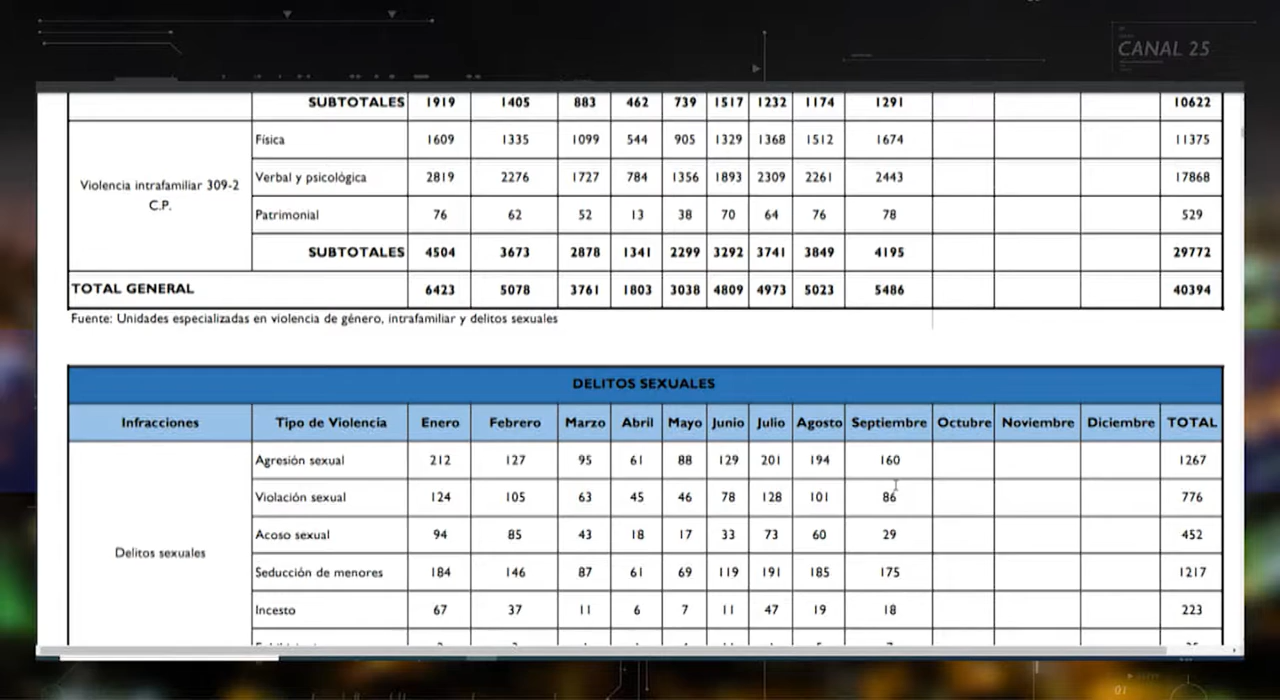 CANAL 25
SUBTOTALES 1919 1405 883 462 739 1517 1232 1174 1291 10622
Física 1609 1335 1099 544 905 1329 1368 1512 1674 11375
Violencia intrafamiliar 309-2 C.P.
Verbal y psicológica 2819 2276 1727 784 1356 1893 2309 2261 2443 17868
Patrimonial 76 62 52 13 38 70 64 76 78 529
SUBTOTALES 4504 3673 2878 1341 2299 3292 3741 3849 4195 29772
TOTAL GENERAL 6423 5078 3761 1803 3038 4809 4973 5023 5486 40394
Fuente: Unidades especializadas en violencia de género, intrafamiliar y delitos sexuales
DELITOS SEXUALES
Infracciones Tipo de Violencia Enero Febrero Marzo Abril Mayo Junio Julio Agosto Septiembre Octubre Noviembre Diciembre TOTAL
Agresión sexual 212 127 95 61 88 129 201 194 160 1267
Violación sexual 124 105 63 45 46 78 128 101 86 776
Acoso sexual 94 85 43 18 17 33 73 60 29 452
Delitos sexuales
Seducción de menores 184 146 87 61 69 119 191 185 175 1217
Incesto 67 37 11 6 7 11 47 19 18 223
01